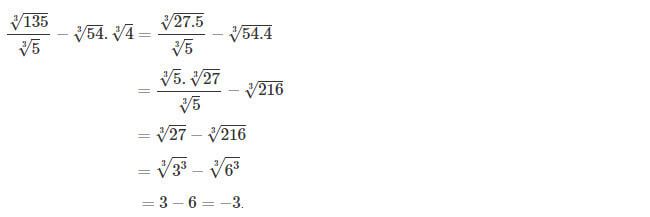 ∛135/∛5 − ∛54.∛4 = ∛27.5/∛5 − ∛54.4
= ∛5.∛27/∛5 − ∛216
= ∛27 − ∛216
= ∛3³ − ∛6³
= 3 − 6 = −3.